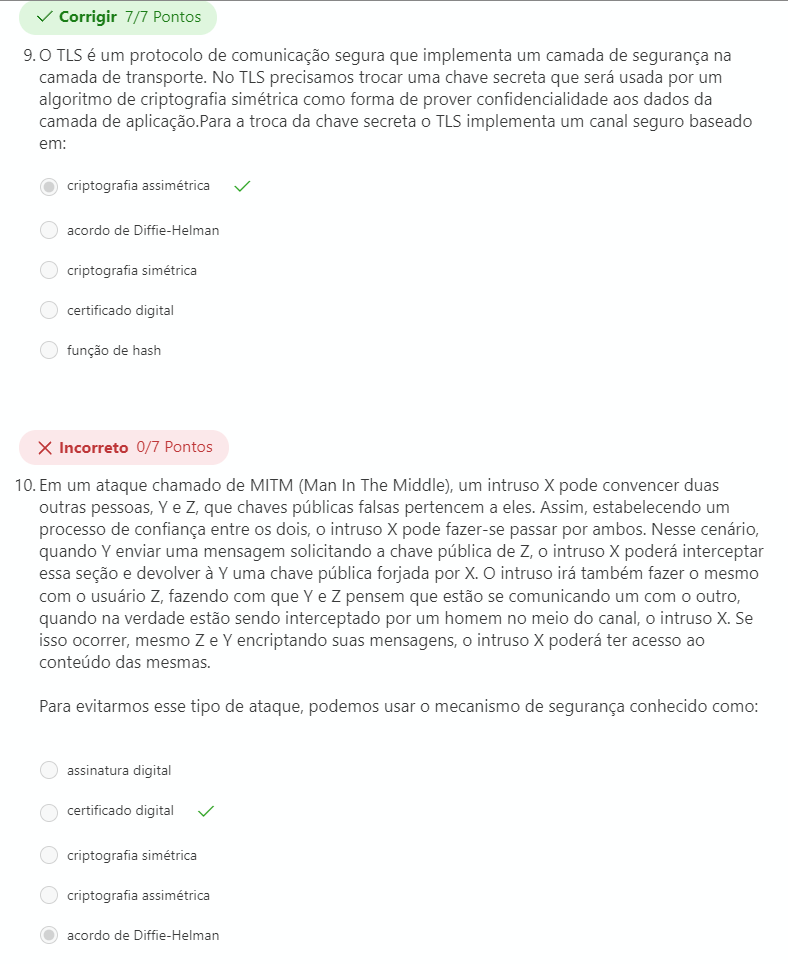 Corrigir 7/7 Pontos
9. O TLS é um protocolo de comunicação segura que implementa um camada de segurança na
camada de transporte. No TLS precisamos trocar uma chave secreta que será usada por um
algoritmo de criptografia simétrica como forma de prover confidencialidade aos dados da
camada de aplicação.Para a troca da chave secreta o TLS implementa um canal seguro baseado
em:
criptografia assimétrica
acordo de Diffie-Helman
criptografia simétrica
certificado digital
função de hash
Incorreto 0/7 Pontos
10. Em um ataque chamado de MITM (Man In The Middle), um intruso X pode convencer duas
outras pessoas, Y e Z, que chaves públicas falsas pertencem a eles. Assim, estabelecendo um
processo de confiança entre os dois, o intruso X pode fazer-se passar por ambos. Nesse cenário,
quando Y enviar uma mensagem solicitando a chave pública de Z, o intruso X poderá interceptar
essa seção e devolver à Y uma chave pública forjada por X. O intruso irá também fazer o mesmo
com o usuário Z, fazendo com que Y e Z pensem que estão se comunicando um com o outro,
quando na verdade estão sendo interceptado por um homem no meio do canal, o intruso X. Se
isso ocorrer, mesmo Z e Y encriptando suas mensagens, o intruso X poderá ter acesso ao
conteúdo das mesmas.
Para evitarmos esse tipo de ataque, podemos usar o mecanismo de segurança conhecido como:
assinatura digital
certificado digital
criptografia simétrica
criptografia assimétrica
acordo de Diffie-Helman